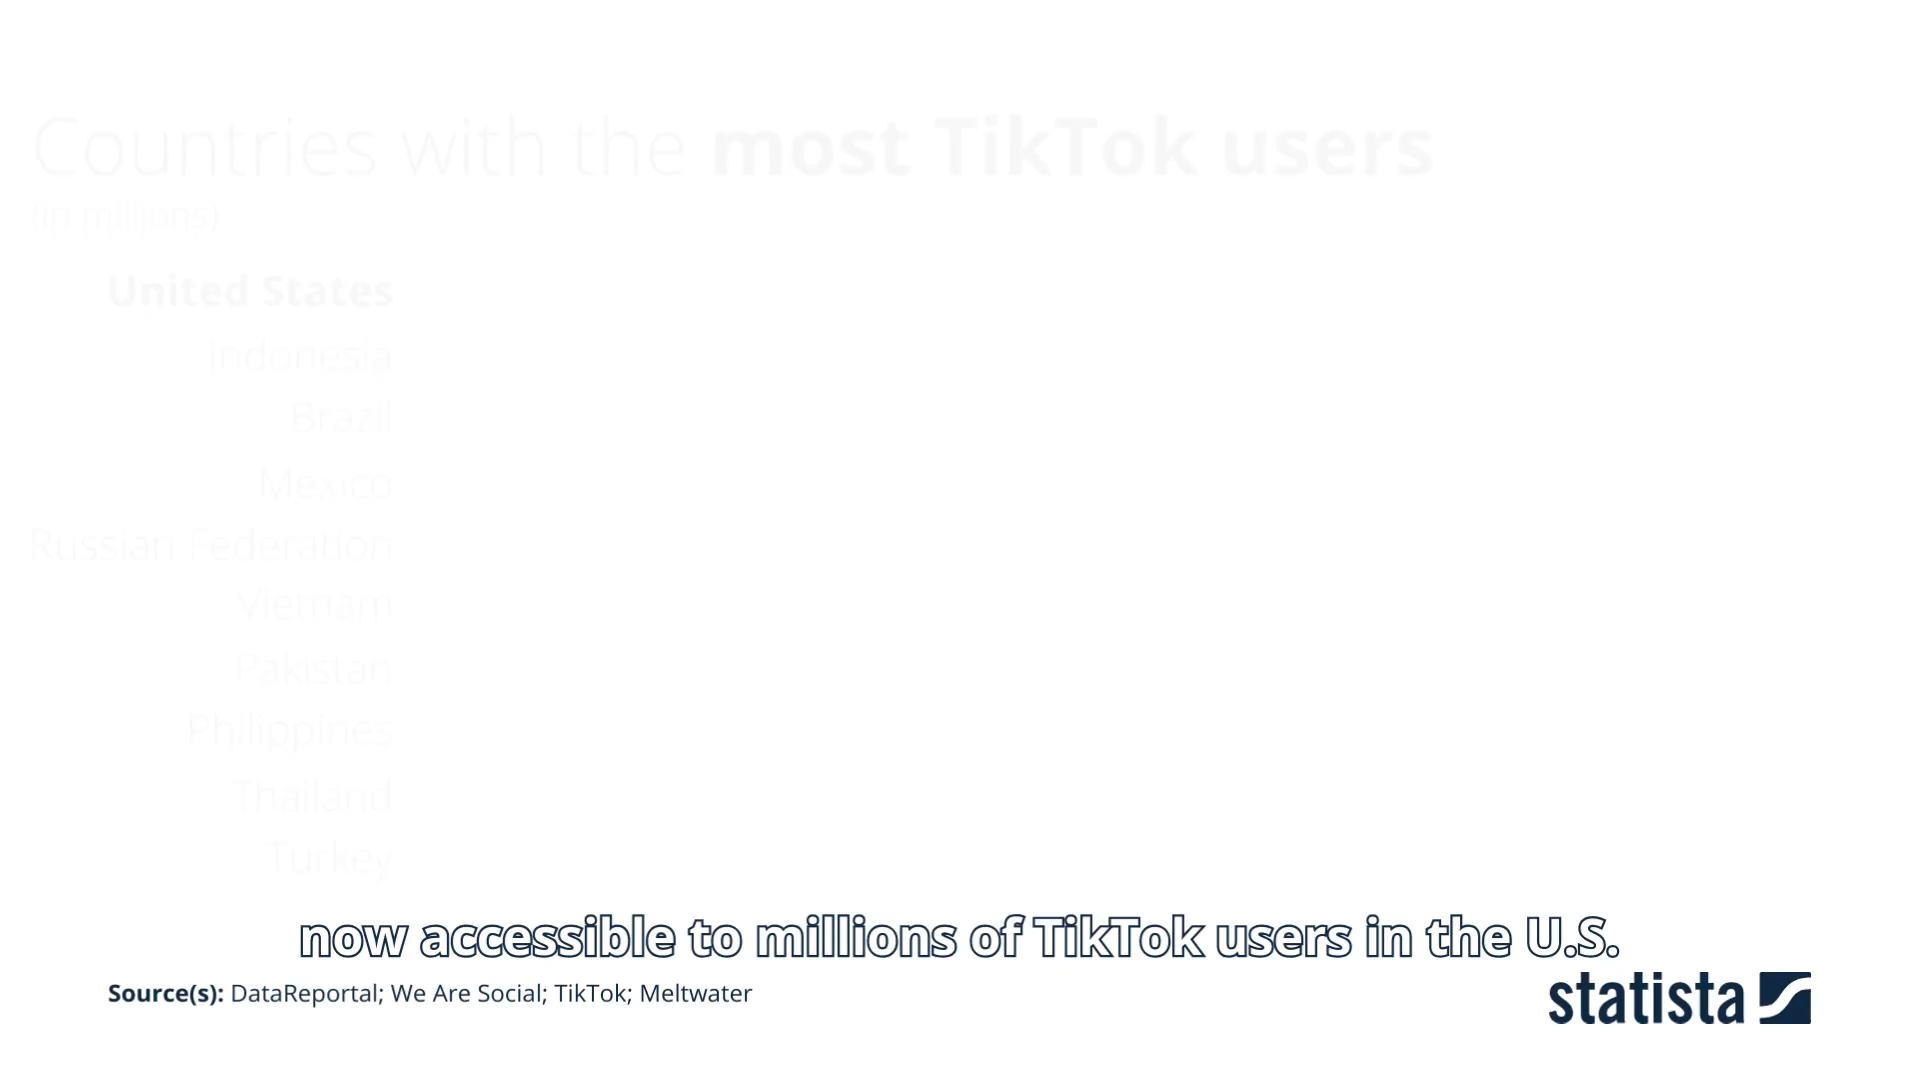 Countries with the most TikTok users
(in millions)
United States
Indonesia
Brazil
Mexico
Russian Federation
Vietnam
Pakistan
Philippines
Thailand
Turkey
now accessible to millions of TikTok users in the U.S.
Source(s): DataReportal; We Are Social; TikTok; Meltwater
statista